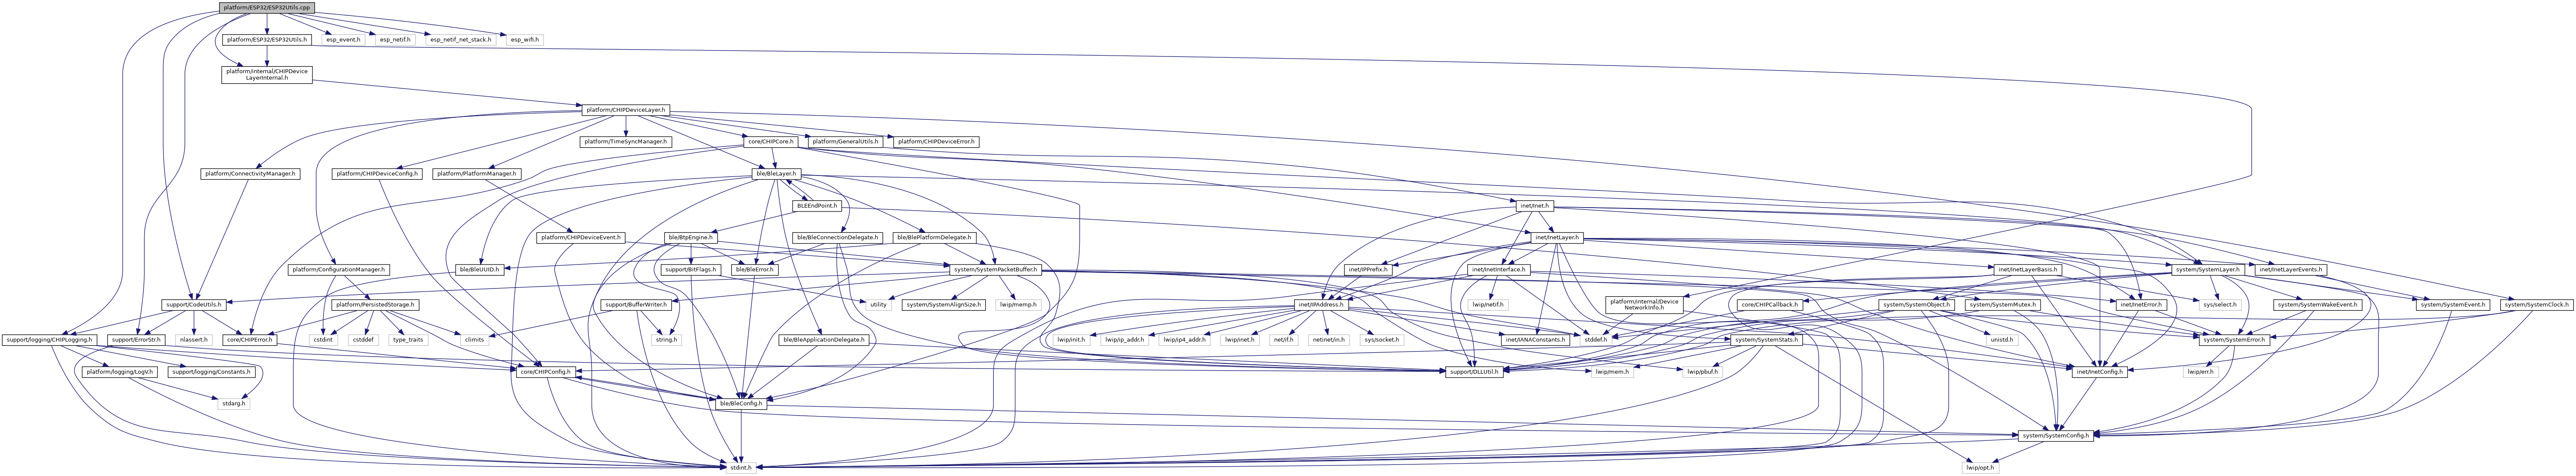 platform/ESP32/ESP32Utils.cpp
platform/ESP32/ESP32Utils.h
esp_event.h
esp_netif.h
esp_netif_net_stack.h
esp_wifi.h
platform/internal/CHIPDevice
LayerInternal.h
platform/CHIPDeviceLayer.h
platform/TimeSyncManager.h
core/CHIPCore.h
platform/GeneralUtils.h
platform/CHIPDeviceError.h
platform/ConnectivityManager.h
platform/CHIPDeviceConfig.h
platform/PlatformManager.h
ble/BleLayer.h
BLEEndPoint.h
inet/Inet.h
platform/CHIPDeviceEvent.h
ble/BtpEngine.h
ble/BleConnectionDelegate.h
ble/BlePlatformDelegate.h
inet/InetLayer.h
platform/ConfigurationManager.h
ble/BleUUID.h
support/BitFlags.h
ble/BleError.h
system/SystemPacketBuffer.h
inet/IPPrefix.h
inet/InetInterface.h
inet/InetLayerBasis.h
system/SystemLayer.h
inet/InetLayerEvents.h
support/CodeUtils.h
platform/PersistedStorage.h
support/BufferWriter.h
utility
system/SystemAlignSize.h
lwip/memp.h
inet/IPAddress.h
lwip/netif.h
platform/internal/Device
NetworkInfo.h
core/CHIPCallback.h
system/SystemObject.h
system/SystemMutex.h
inet/InetError.h
sys/select.h
system/SystemWakeEvent.h
system/SystemEvent.h
system/SystemClock.h
support/logging/CHIPLogging.h
support/ErrorStr.h
nlassert.h
core/CHIPError.h
cstdint
cstddef
type_traits
climits
string.h
ble/BleApplicationDelegate.h
lwip/init.h
lwip/ip_addr.h
lwip/ip4_addr.h
lwip/inet.h
net/if.h
netinet/in.h
sys/socket.h
inet/IANAConstants.h
stddef.h
system/SystemStats.h
unistd.h
system/SystemError.h
platform/logging/LogV.h
support/logging/Constants.h
core/CHIPConfig.h
support/DLLUtil.h
lwip/mem.h
lwip/pbuf.h
inet/InetConfig.h
lwip/err.h
stdarg.h
ble/BleConfig.h
system/SystemConfig.h
stdint.h
lwip/opt.h